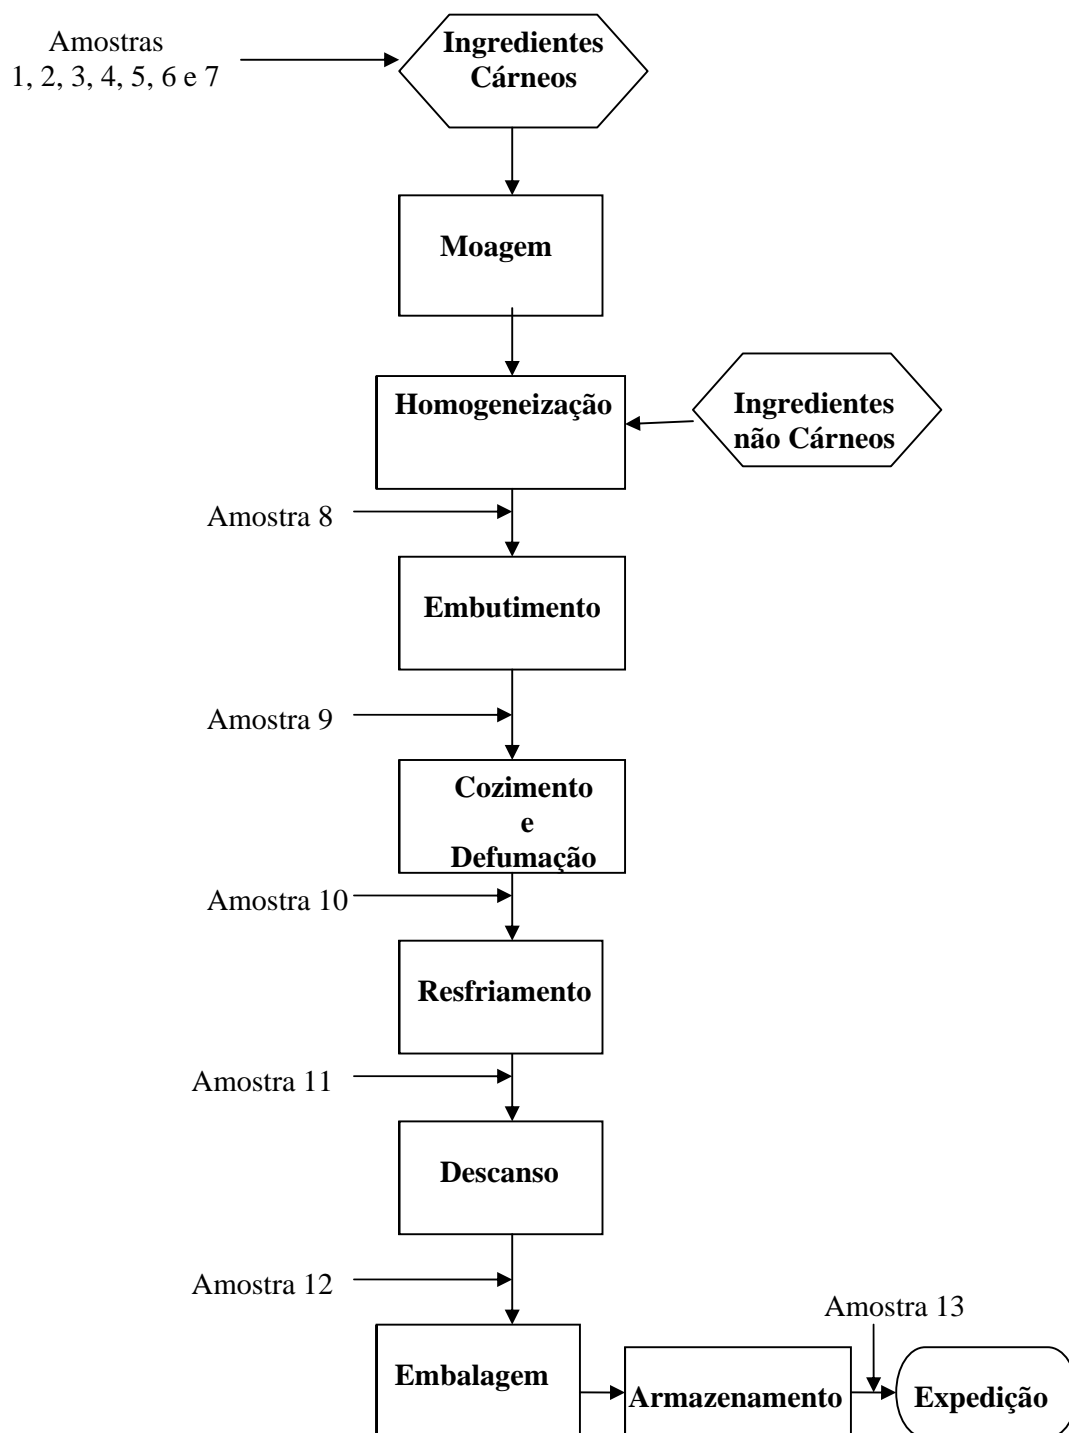 Amostras
1, 2, 3, 4, 5, 6 e 7
Ingredientes
Cárneos
Moagem
Homogeneização
Ingredientes
não Cárneos
Amostra 8
Embutimento
Amostra 9
Cozimento
e
Defumação
Amostra 10
Resfriamento
Amostra 11
Descanso
Amostra 12
Amostra 13
Embalagem
Armazenamento
Expedição